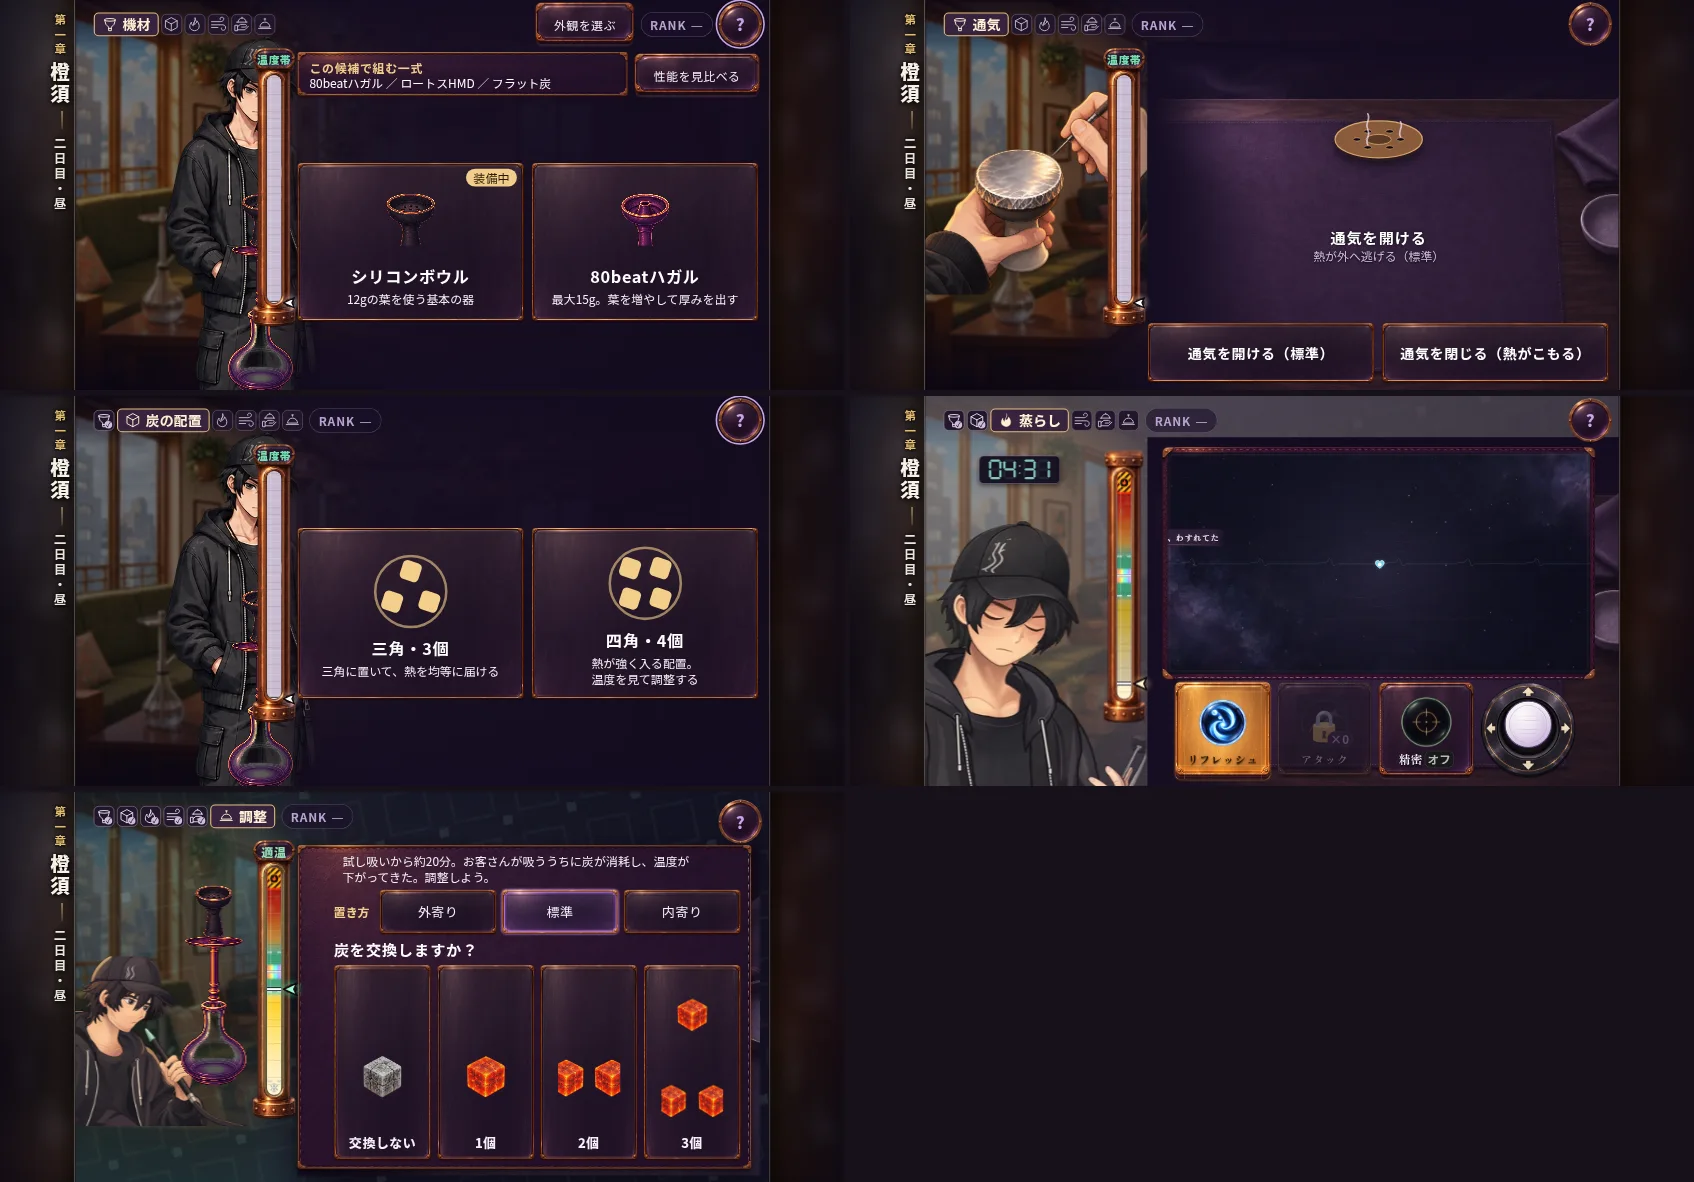 第一章
橙須
二日目・昼
機材
外観を選ぶ
RANK —
?
温度帯
この候補で組む一式
80beatハガル ／ ロートスHMD ／ フラット炭
性能を見比べる
装備中
シリコンボウル
12gの葉を使う基本の器
80beatハガル
最大15g。葉を増やして厚みを出す
第一章
橙須
二日目・昼
通気
RANK —
?
温度帯
通気を開ける
熱が外へ逃げる（標準）
通気を開ける（標準）
通気を閉じる（熱がこもる）
第一章
橙須
二日目・昼
炭の配置
RANK —
?
温度帯
三角・3個
三角に置いて、熱を均等に届ける
四角・4個
熱が強く入る配置。
温度を見て調整する
第一章
橙須
二日目・昼
蒸らし
RANK —
?
04:31
、わすれてた
リフレッシュ
×0
アタック
精密 オフ
第一章
橙須
二日目・昼
調整
RANK —
?
適温
試し吸いから約20分。お客さんが吸ううちに炭が消耗し、温度が
下がってきた。調整しよう。
置き方
外寄り
標準
内寄り
炭を交換しますか？
交換しない
1個
2個
3個